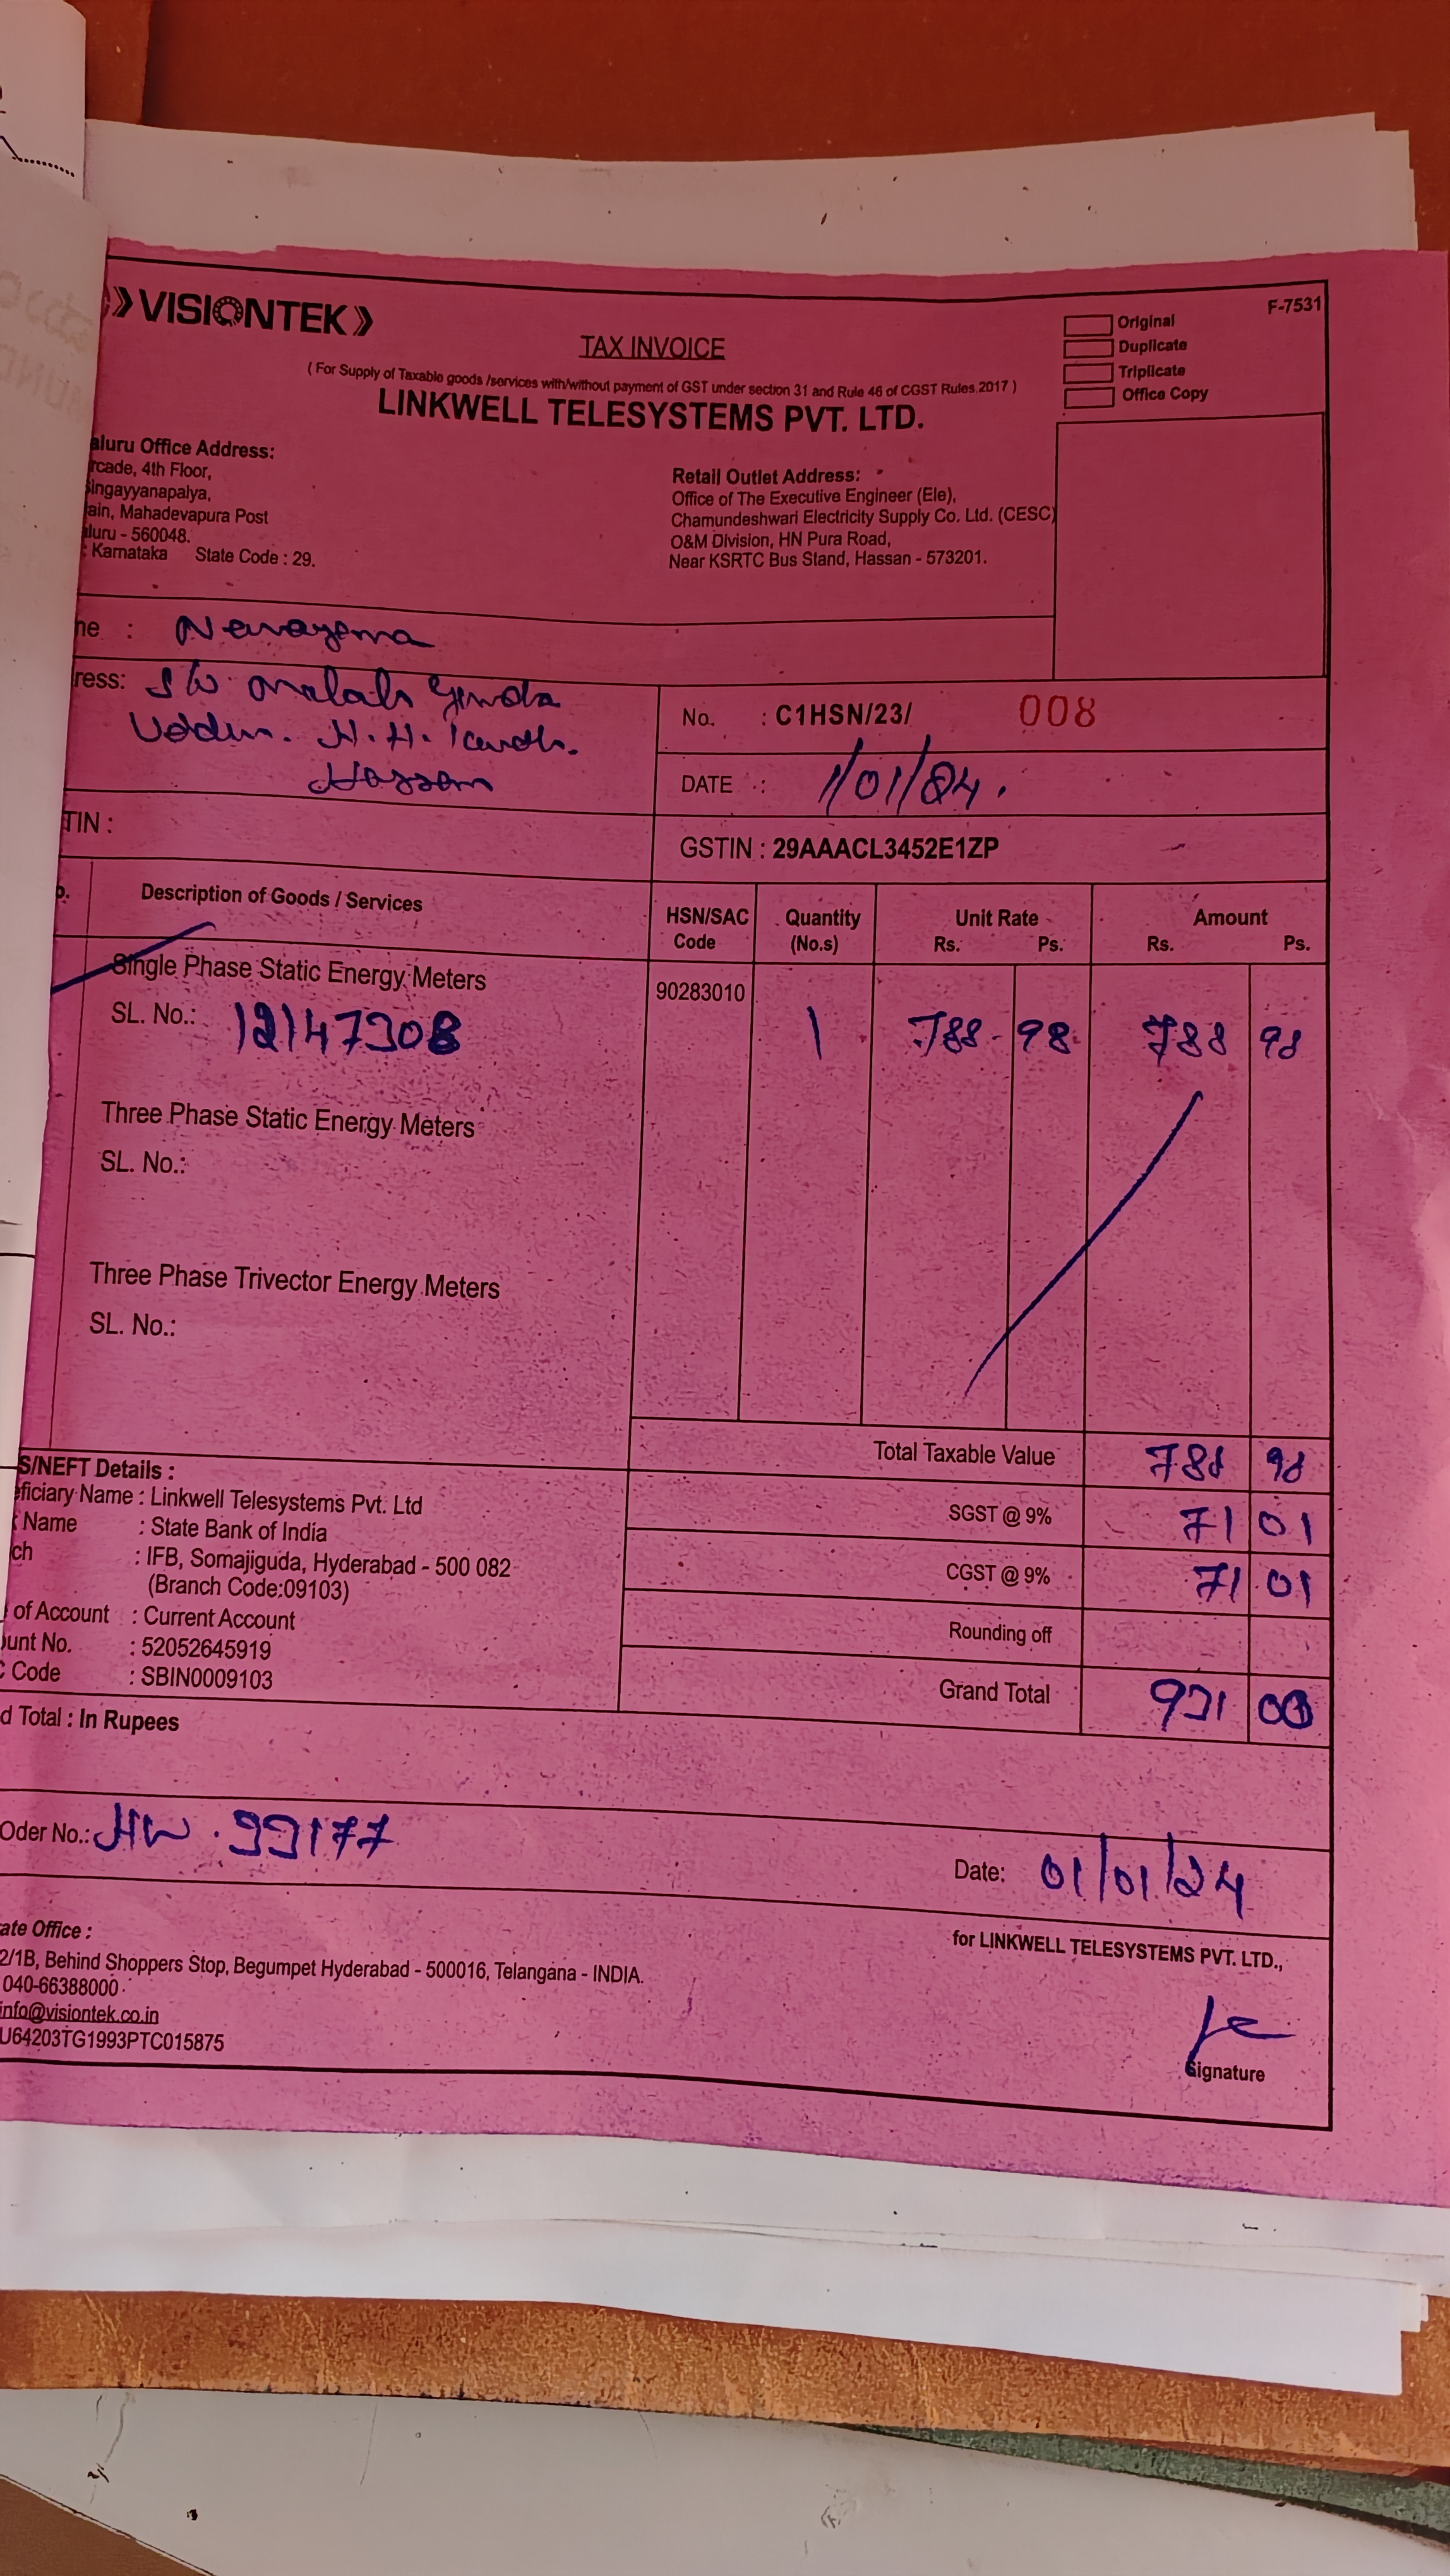 VISIONTEK
F-7531
TAX INVOICE
Original
Duplicate
Triplicate
Office Copy
( For Supply of Taxable goods /services with/without payment of GST under section 31 and Rule 46 of CGST Rules.2017 )
LINKWELL TELESYSTEMS PVT. LTD.
aluru Office Address:
rcade, 4th Floor,
ingayyanapalya,
ain, Mahadevapura Post
aluru - 560048.
: Karnataka State Code : 29.
Retail Outlet Address:
Office of The Executive Engineer (Ele),
Chamundeshwari Electricity Supply Co. Ltd. (CESC)
O&M Division, HN Pura Road,
Near KSRTC Bus Stand, Hassan - 573201.
me : Narayana
ress: S/o
H.H.
Hassan
No. : C1HSN/23/ 008
DATE : 1/01/24.
TIN :
GSTIN : 29AAACL3452E1ZP
o. Description of Goods / Services HSN/SAC Code Quantity (No.s) Unit Rate Rs. Ps. Amount Rs. Ps.
Single Phase Static Energy Meters 90283010
SL. No.: 12147308 1 788 98 788 98
Three Phase Static Energy Meters
SL. No.:
Three Phase Trivector Energy Meters
SL. No.:
Total Taxable Value 788 98
SGST @ 9% 71 01
CGST @ 9% 71 01
Rounding off
Grand Total 931 00
S/NEFT Details :
eficiary Name : Linkwell Telesystems Pvt. Ltd
k Name : State Bank of India
ch : IFB, Somajiguda, Hyderabad - 500 082
(Branch Code:09103)
of Account : Current Account
ount No. : 52052645919
C Code : SBIN0009103
d Total : In Rupees
Oder No.: HW. 99177
Date: 01/01/24
ate Office :
2/1B, Behind Shoppers Stop, Begumpet Hyderabad - 500016, Telangana - INDIA.
040-66388000
info@visiontek.co.in
U64203TG1993PTC015875
for LINKWELL TELESYSTEMS PVT. LTD.,
Signature